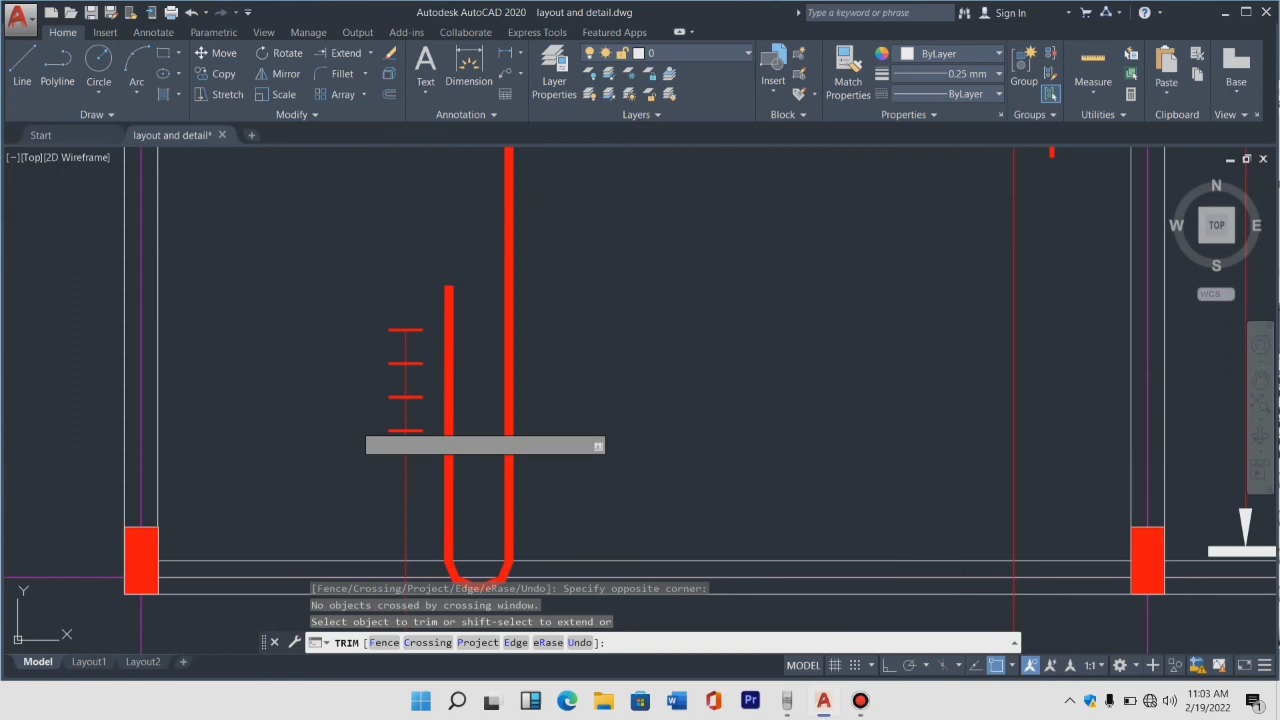 Autodesk AutoCAD 2020 layout and detail.dwg
Type a keyword or phrase
Sign In
Home Insert Annotate Parametric View Manage Output Add-ins Collaborate Express Tools Featured Apps
Line
Polyline
Circle
Arc
Move
Rotate
Extend
Copy
Mirror
Fillet
Stretch
Scale
Array
Text
Dimension
Layer
Properties
0
Insert
Match
Properties
ByLayer
0.25 mm
ByLayer
Group
Measure
Paste
Base
Draw
Modify
Annotation
Layers
Block
Properties
Groups
Utilities
Clipboard
View
Start
layout and detail*
[−][Top][2D Wireframe]
N
W
TOP
E
S
WCS
Y
X
[Fence/Crossing/Project/Edge/eRase/Undo]: Specify opposite corner:
No objects crossed by crossing window.
Select object to trim or shift-select to extend or
TRIM [Fence Crossing Project Edge eRase Undo]:
Model Layout1 Layout2
MODEL
1:1
11:03 AM
2/19/2022